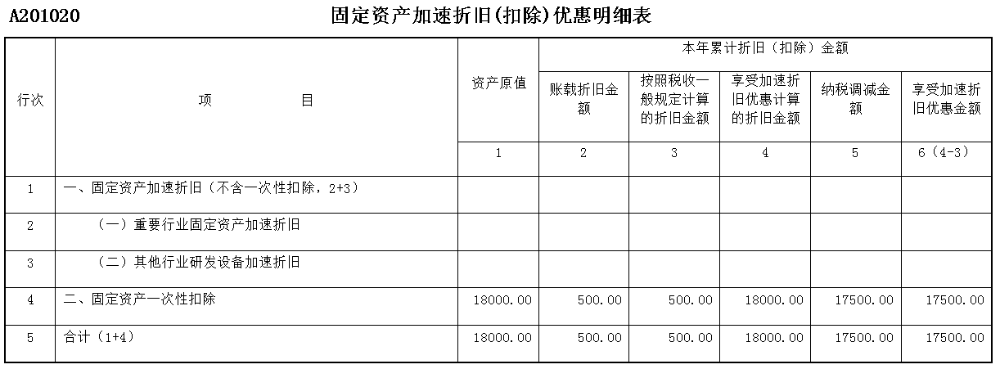 A201020 固定资产加速折旧(扣除)优惠明细表
行次 项 目 资产原值 本年累计折旧（扣除）金额
账载折旧金额 按照税收一般规定计算的折旧金额 享受加速折旧优惠计算的折旧金额 纳税调减金额 享受加速折旧优惠金额
1 2 3 4 5 6（4-3）
1 一、固定资产加速折旧（不含一次性扣除，2+3）
2 （一）重要行业固定资产加速折旧
3 （二）其他行业研发设备加速折旧
4 二、固定资产一次性扣除 18000.00 500.00 500.00 18000.00 17500.00 17500.00
5 合计（1+4） 18000.00 500.00 500.00 18000.00 17500.00 17500.00